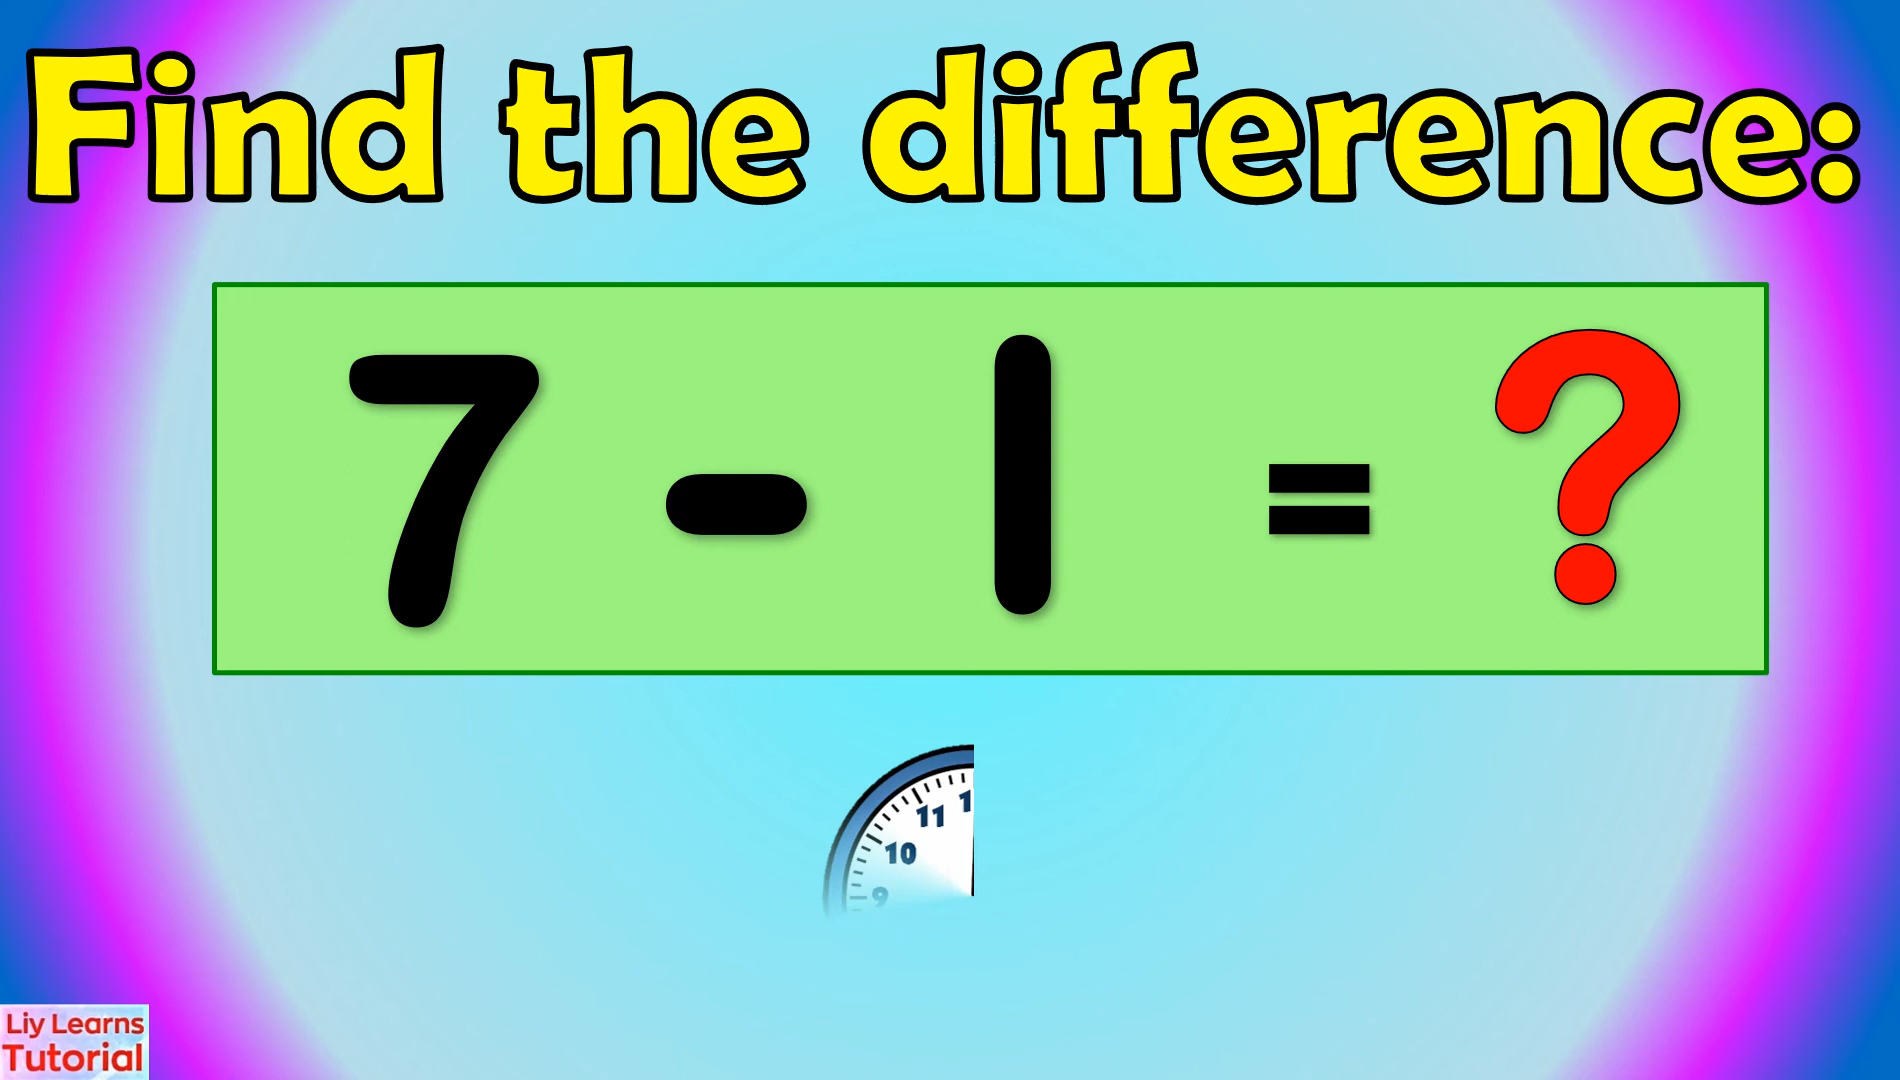 Find the difference:
7 - 1 = ?
11
10
9
Liy Learns
Tutorial